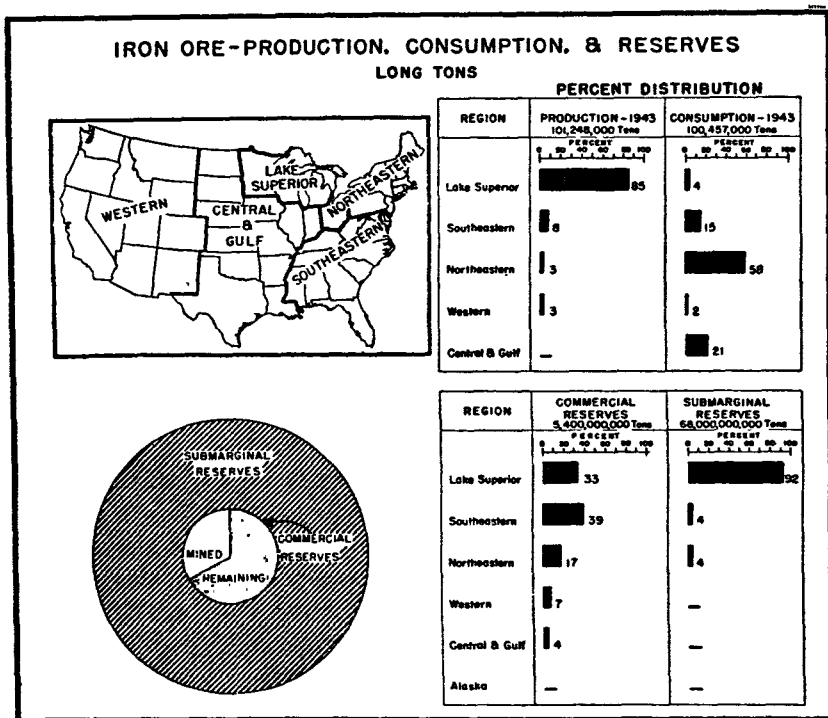 IRON ORE-PRODUCTION, CONSUMPTION, & RESERVES
LONG TONS
WESTERN
CENTRAL
&
GULF
LAKE
SUPERIOR
NORTHEASTERN
SOUTHEASTERN
PERCENT DISTRIBUTION
REGION PRODUCTION-1943 CONSUMPTION-1943
101,248,000 Tons 100,457,000 Tons
PERCENT PERCENT
0 20 40 60 80 100 0 20 40 60 80 100
Lake Superior 85 4
Southeastern 8 15
Northeastern 3 58
Western 3 2
Central & Gulf — 21
SUBMARGINAL
RESERVES
COMMERCIAL
RESERVES
MINED
REMAINING
REGION COMMERCIAL SUBMARGINAL
RESERVES RESERVES
5,400,000,000 Tons 68,000,000,000 Tons
PERCENT PERCENT
0 20 40 60 80 100 0 20 40 60 80 100
Lake Superior 33 92
Southeastern 39 4
Northeastern 17 4
Western 7 —
Central & Gulf 4 —
Alaska — —